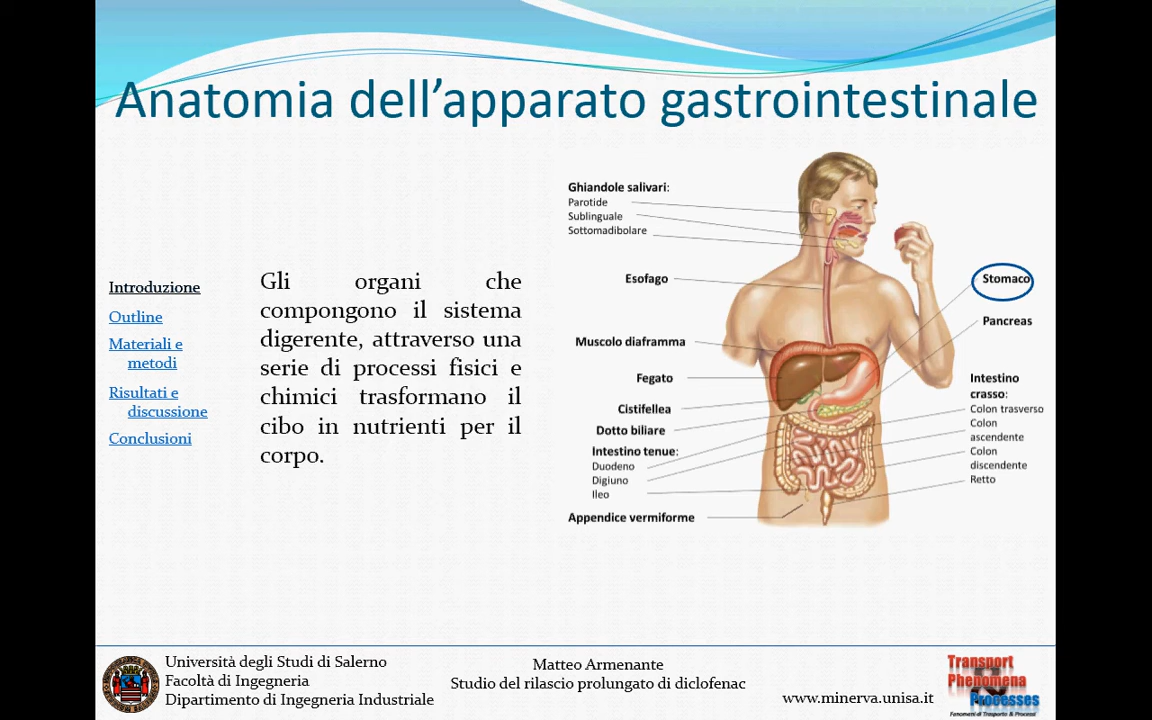 Anatomia dell’apparato gastrointestinale
Introduzione
Outline
Materiali e
metodi
Risultati e
discussione
Conclusioni
Gli organi che
compongono il sistema
digerente, attraverso una
serie di processi fisici e
chimici trasformano il
cibo in nutrienti per il
corpo.
Ghiandole salivari:
Parotide
Sublinguale
Sottomadibolare
Esofago
Muscolo diaframma
Fegato
Cistifellea
Dotto biliare
Intestino tenue:
Duodeno
Digiuno
Ileo
Appendice vermiforme
Stomaco
Pancreas
Intestino
crasso:
Colon trasverso
Colon
ascendente
Colon
discendente
Retto
Università degli Studi di Salerno
Facoltà di Ingegneria
Dipartimento di Ingegneria Industriale
Matteo Armenante
Studio del rilascio prolungato di diclofenac
www.minerva.unisa.it
Transport
Phenomena
&
Processes
Fenomeni di Trasporto & Processi